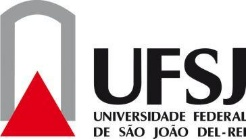 UFSJ
UNIVERSIDADE FEDERAL
DE SÃO JOÃO DEL-REI